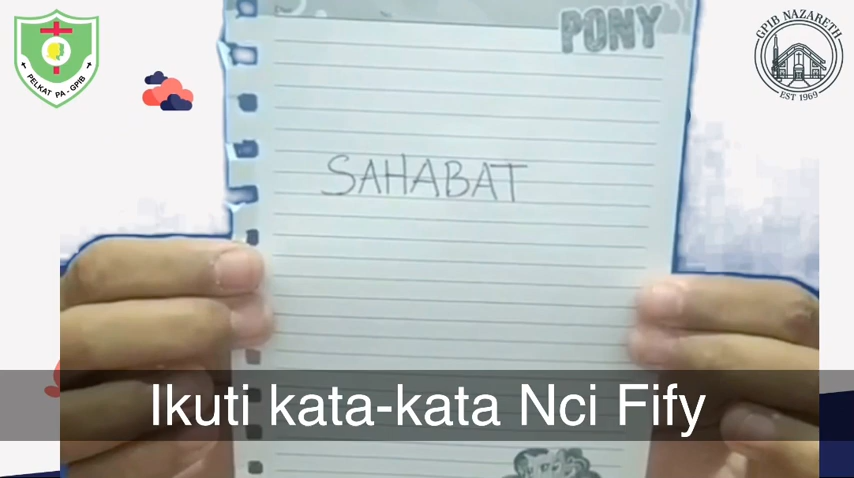 PONY
GPIB NAZARETH
EST 1969
PELKAT PA - GPIB
SAHABAT
Ikuti kata-kata Nci Fify